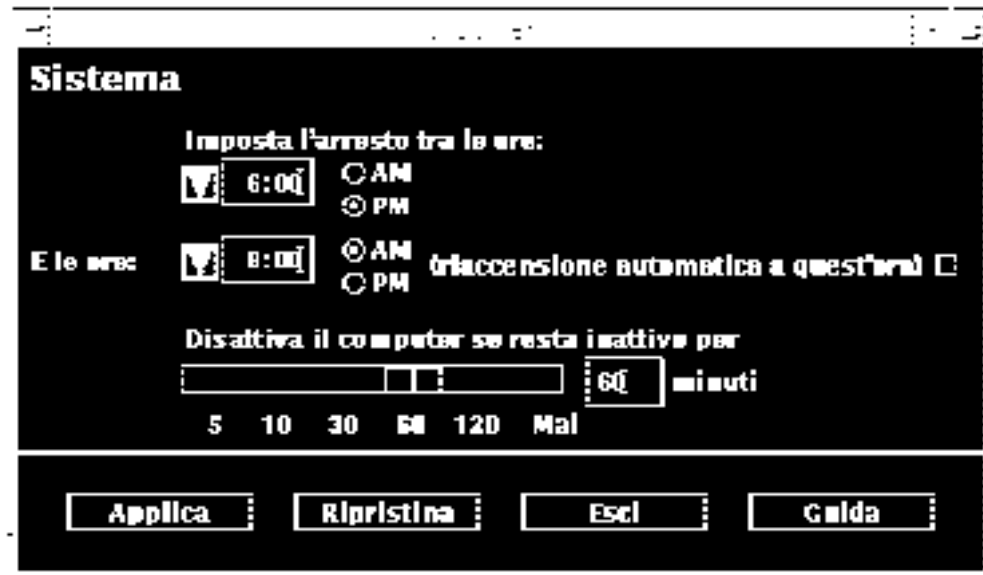 Sistema
Imposta l'arresto tra le ore:
6:00
AM
PM
E le ore:
8:00
AM
PM
(riaccensione automatica a quest'ora)
Disattiva il computer se resta inattivo per
60 minuti
5 10 30 60 120 Mai
Applica Ripristina Esci Guida